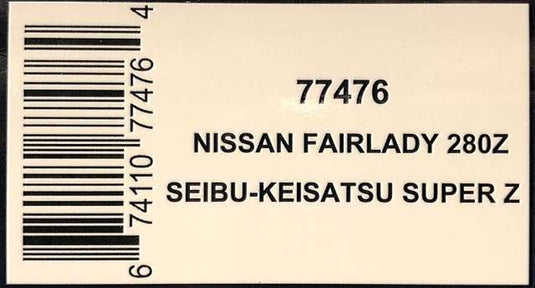 77476
NISSAN FAIRLADY 280Z
SEIBU-KEISATSU SUPER Z
6 74110 77476 4